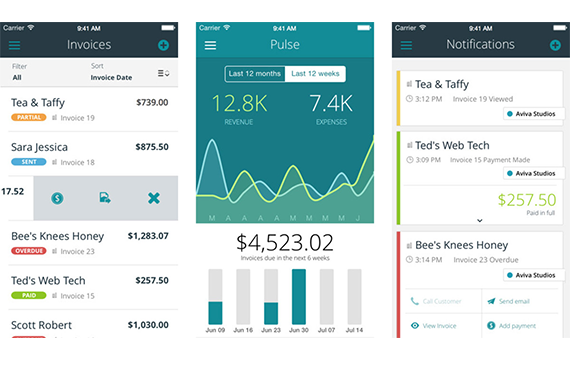 Carrier 9:41 AM
Invoices
Filter Sort
All Invoice Date
Tea & Taffy $739.00
PARTIAL Invoice 19
Sara Jessica $875.50
SENT Invoice 18
17.52
Bee's Knees Honey $1,283.07
OVERDUE Invoice 23
Ted's Web Tech $257.50
PAID Invoice 15
Scott Robert $1,030.00
Carrier 9:41 AM
Pulse
Last 12 months Last 12 weeks
12.8K 7.4K
REVENUE EXPENSES
M A A A A M M M M M J
$4,523.02
Invoices due in the next 6 weeks
Jun 09 Jun 16 Jun 23 Jun 30 Jul 07 Jul 14
Carrier 9:41 AM
Notifications
Tea & Taffy
3:12 PM Invoice 19 Viewed
Aviva Studios
Ted's Web Tech
3:09 PM Invoice 15 Payment Made
Aviva Studios
$257.50
Paid in full
Bee's Knees Honey
3:14 PM Invoice 23 Overdue
Aviva Studios
Call Customer Send email
View Invoice Add payment